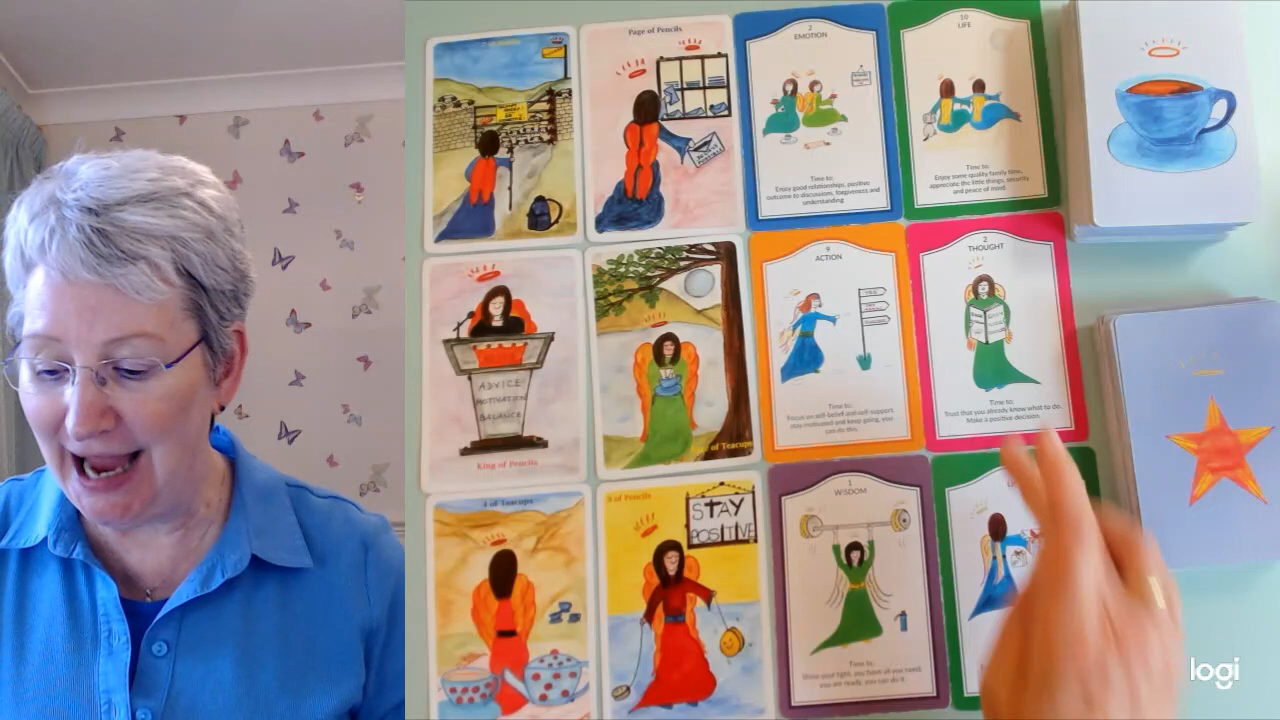 Page of Pencils
2
EMOTION
Time to:
Enjoy good relationships, positive
outcome to discussions, forgiveness and
understanding
10
LIFE
Time to:
Enjoy some quality family time,
appreciate the little things, security
and peace of mind.
ADVICE
MOTIVATION
BALANCE
King of Pencils
of Teacups
9
ACTION
Time to:
Focus on self-belief and self-support,
stay motivated and keep going, you
can do this.
2
THOUGHT
Time to:
Trust that you already know what to do.
Make a positive decision.
4 of Teacups
of Pencils
STAY
POSITIVE
1
WISDOM
Time to:
your light, you have all you need,
you are ready, you can do it.
logi